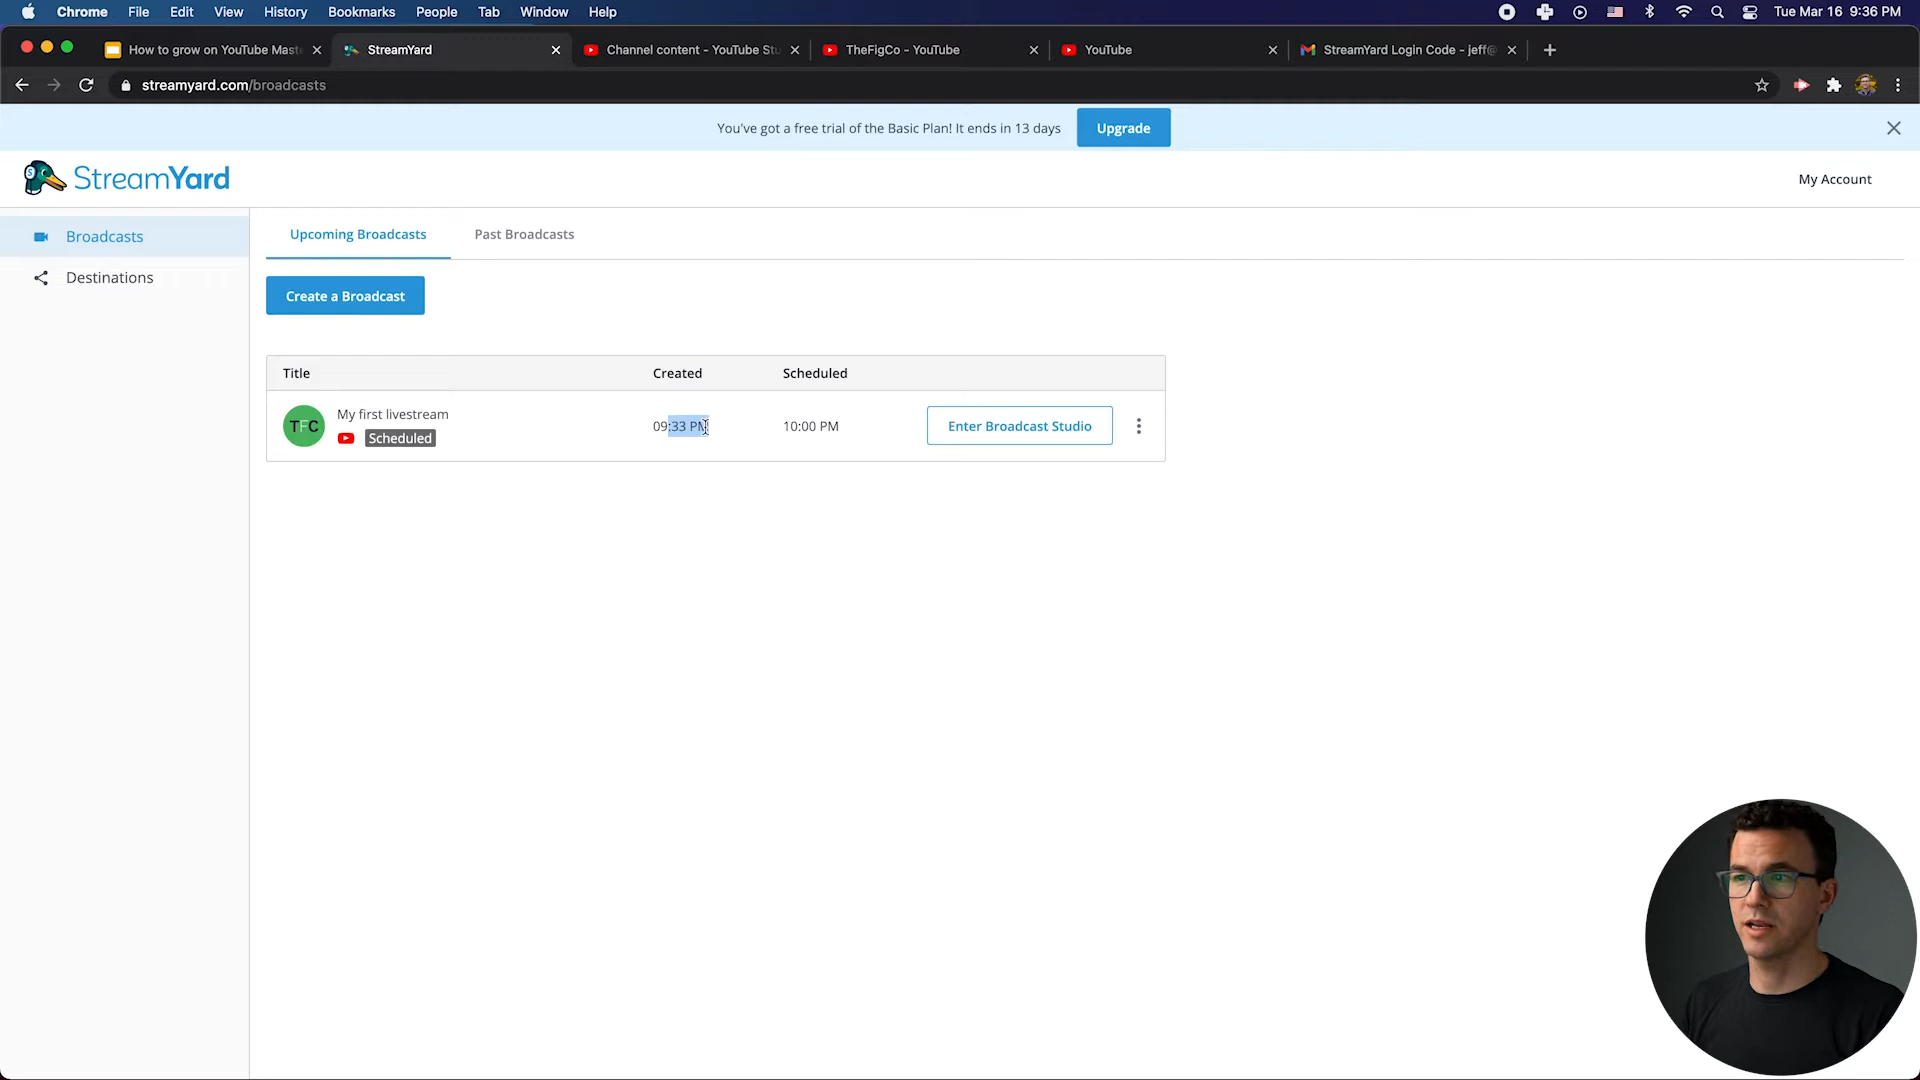 Chrome File Edit View History Bookmarks People Tab Window Help Tue Mar 16 9:36 PM
How to grow on YouTube Mast StreamYard Channel content - YouTube Stu TheFigCo - YouTube YouTube StreamYard Login Code - jeff@
streamyard.com/broadcasts
You've got a free trial of the Basic Plan! It ends in 13 days Upgrade
StreamYard My Account
Broadcasts
Destinations
Upcoming Broadcasts Past Broadcasts
Create a Broadcast
Title Created Scheduled
TFC My first livestream 09:33 PM 10:00 PM Enter Broadcast Studio
Scheduled